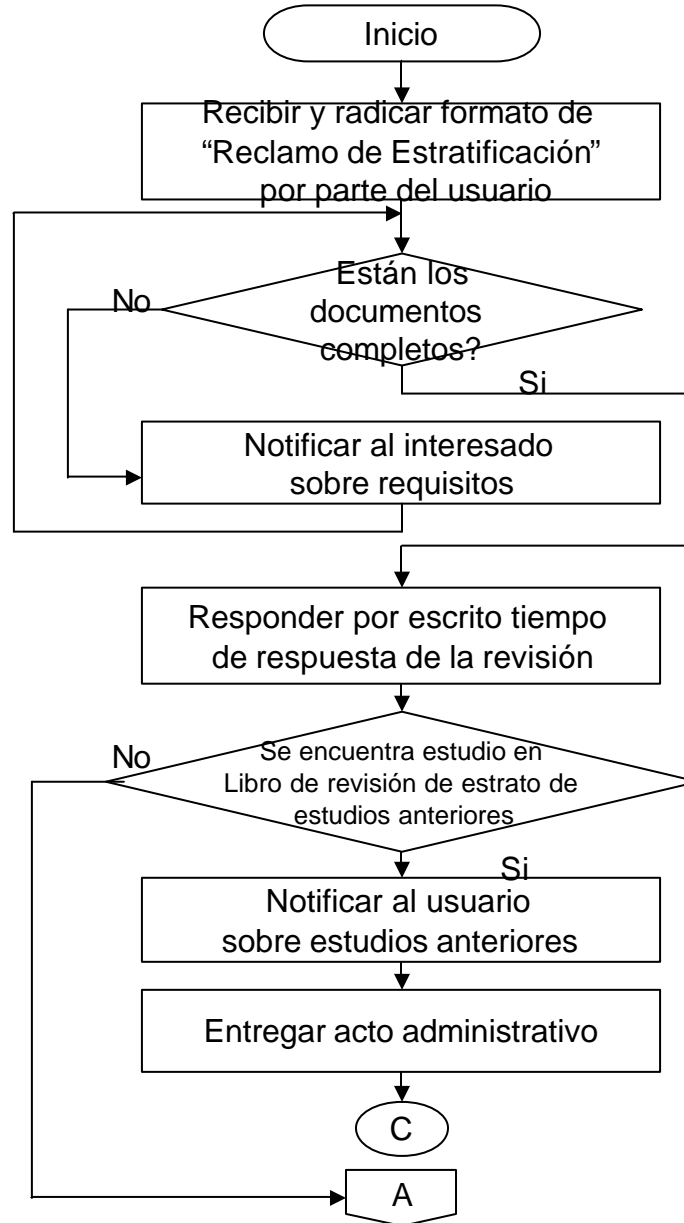 Inicio
Recibir y radicar formato de
“Reclamo de Estratificación”
por parte del usuario
Están los
documentos
completos?
No
Si
Notificar al interesado
sobre requisitos
Responder por escrito tiempo
de respuesta de la revisión
No
Se encuentra estudio en
Libro de revisión de estrato de
estudios anteriores
Si
Notificar al usuario
sobre estudios anteriores
Entregar acto administrativo
C
A